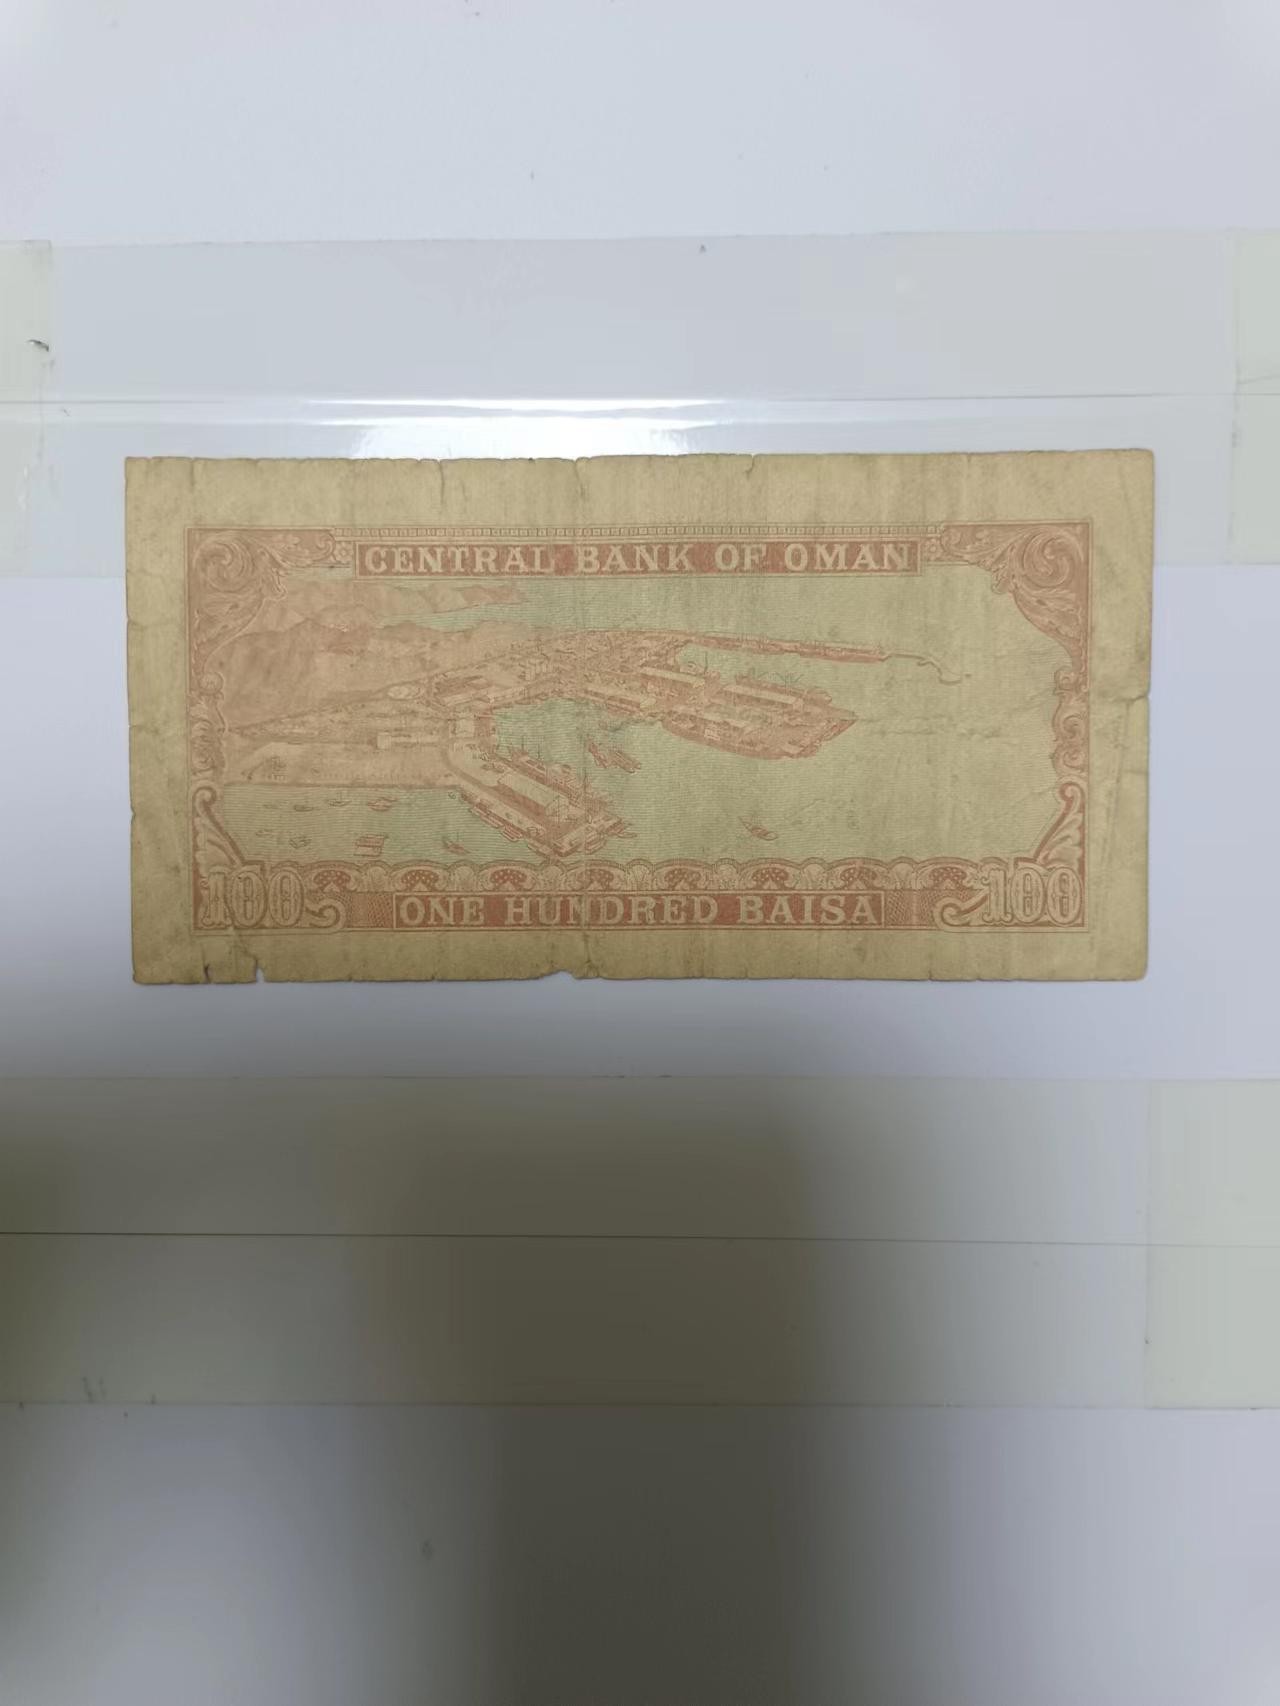 CENTRAL BANK OF OMAN
100 ONE HUNDRED BAISA 100